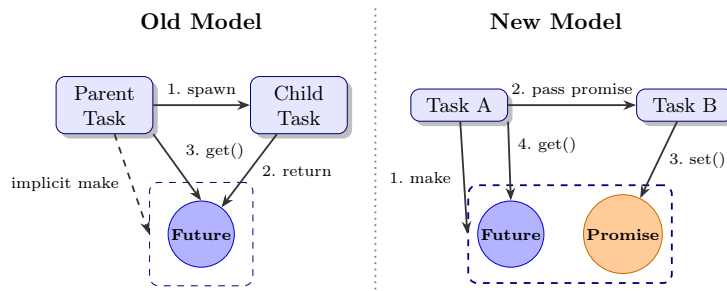 Old Model
Parent
Task
1. spawn
Child
Task
3. get()
2. return
implicit make
Future
New Model
Task A
2. pass promise
Task B
4. get()
3. set()
1. make
Future
Promise